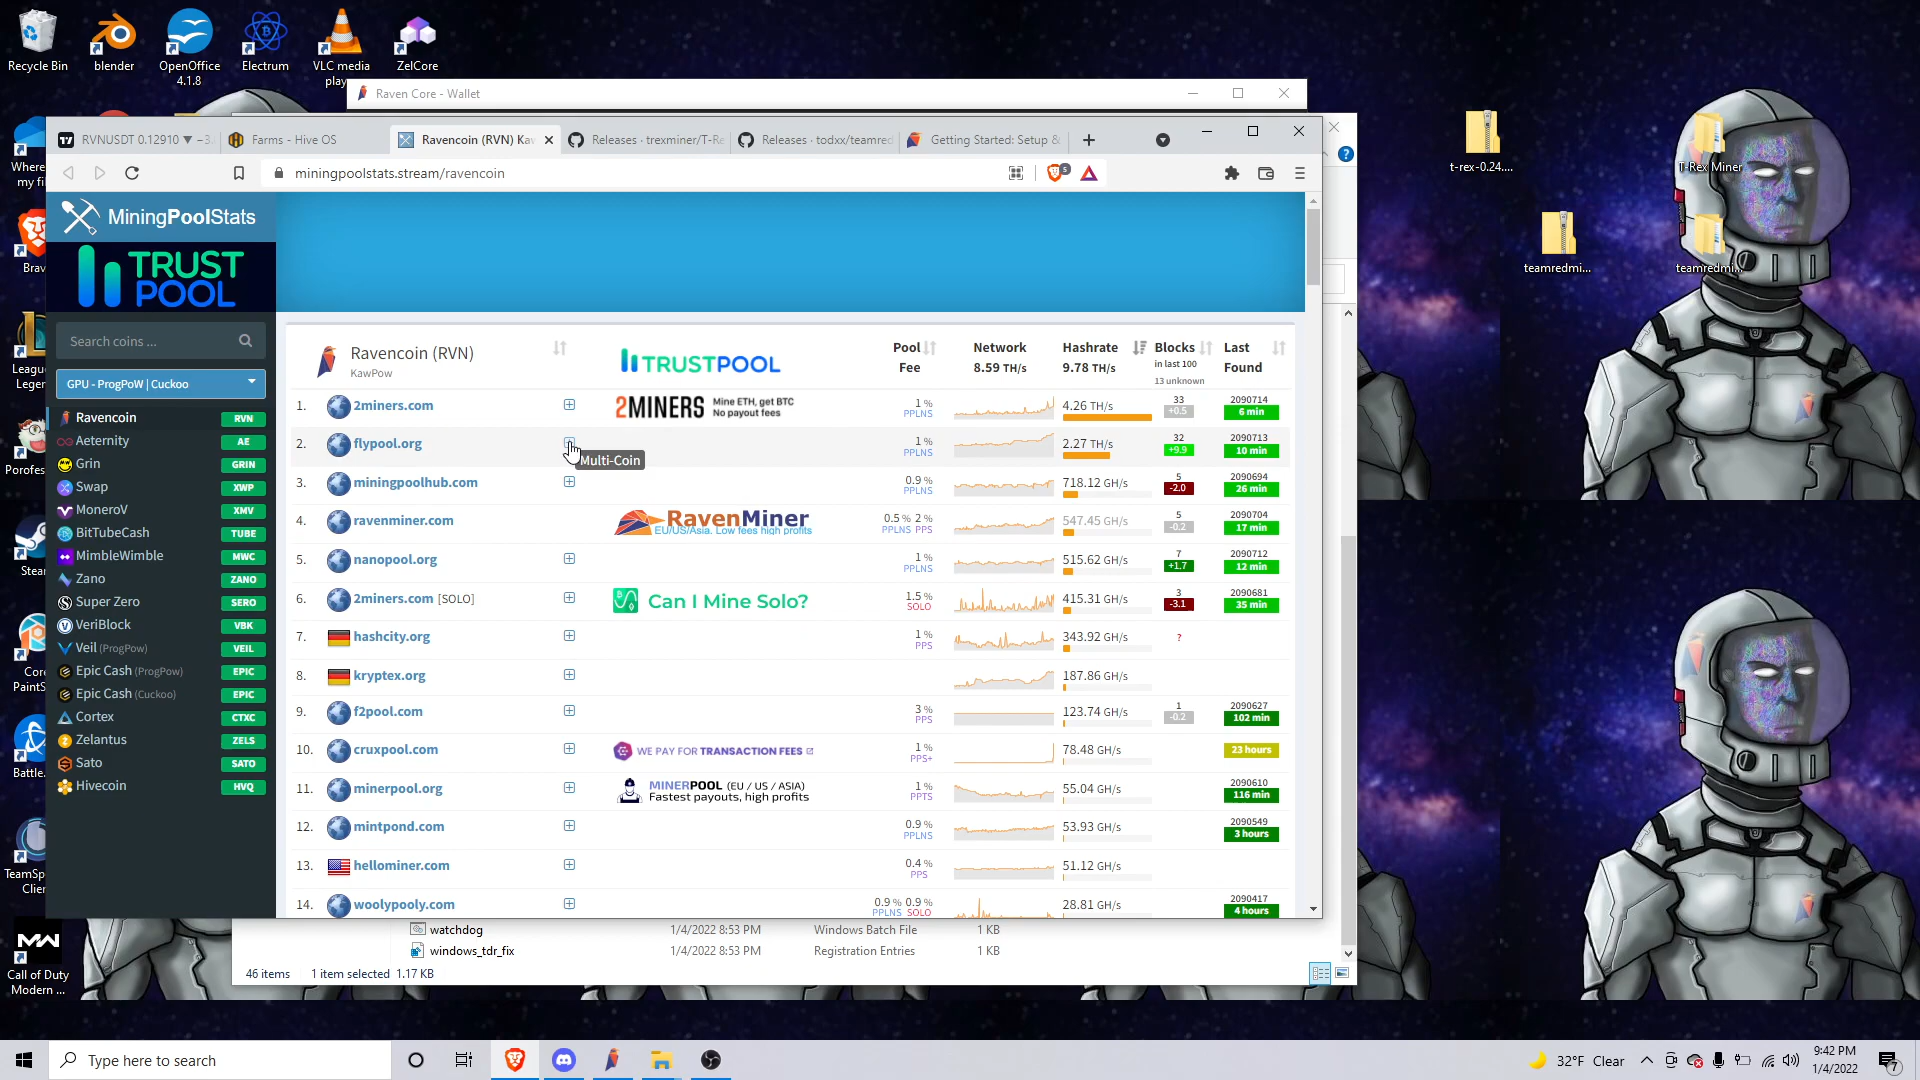 Recycle Bin
blender
OpenOffice
4.1.8
Electrum
VLC media
play
ZelCore
Raven Core - Wallet
RVNUSDT 0.12910 ▼ −3.
Farms - Hive OS
Ravencoin (RVN) Kaw
Releases · trexminer/T-Re
Releases · todxx/teamred
Getting Started: Setup &
miningpoolstats.stream/ravencoin
5
t-rex-0.24....
T-Rex Miner
teamredmi...
teamredmi...
Where
my fil
Brav
League
Legen
Porofess
Stear
Core
PaintS
Battle.
TeamSp
Clien
MW
Call of Duty
Modern ...
MiningPoolStats
TRUST
POOL
Search coins ...
GPU - ProgPoW | Cuckoo
Ravencoin RVN
Aeternity AE
Grin GRIN
Swap XWP
MoneroV XMV
BitTubeCash TUBE
MimbleWimble MWC
Zano ZANO
Super Zero SERO
VeriBlock VBK
Veil (ProgPow) VEIL
Epic Cash (ProgPow) EPIC
Epic Cash (Cuckoo) EPIC
Cortex CTXC
Zelantus ZELS
Sato SATO
Hivecoin HVQ
Ravencoin (RVN)
KawPow
TRUSTPOOL
Pool
Fee
Network
8.59 TH/s
Hashrate
9.78 TH/s
Blocks
in last 100
13 unknown
Last
Found
1. 2miners.com 2MINERS Mine ETH, get BTC No payout fees 1 % PPLNS 4.26 TH/s 33 +0.5 2090714 6 min
2. flypool.org 1 % PPLNS 2.27 TH/s 32 +9.9 2090713 10 min
Multi-Coin
3. miningpoolhub.com 0.9 % PPLNS 718.12 GH/s 5 -2.0 2090694 26 min
4. ravenminer.com RavenMiner EU/US/Asia. Low fees high profits 0.5 % 2 % PPLNS PPS 547.45 GH/s 5 -0.2 2090704 17 min
5. nanopool.org 1 % PPLNS 515.62 GH/s 7 +1.7 2090712 12 min
6. 2miners.com [SOLO] Can I Mine Solo? 1.5 % SOLO 415.31 GH/s 3 -3.1 2090681 35 min
7. hashcity.org 1 % PPS 343.92 GH/s ?
8. kryptex.org 187.86 GH/s
9. f2pool.com 3 % PPS 123.74 GH/s 1 -0.2 2090627 102 min
10. cruxpool.com WE PAY FOR TRANSACTION FEES 1 % PPS+ 78.48 GH/s 23 hours
11. minerpool.org MINERPOOL (EU / US / ASIA) Fastest payouts, high profits 1 % PPTS 55.04 GH/s 2090610 116 min
12. mintpond.com 0.9 % PPLNS 53.93 GH/s 2090549 3 hours
13. hellominer.com 0.4 % PPS 51.12 GH/s
14. woolypooly.com 0.9 % 0.9 % PPLNS SOLO 28.81 GH/s 2090417 4 hours
watchdog 1/4/2022 8:53 PM Windows Batch File 1 KB
windows_tdr_fix 1/4/2022 8:53 PM Registration Entries 1 KB
46 items 1 item selected 1.17 KB
Type here to search
32°F Clear
9:42 PM
1/4/2022
7